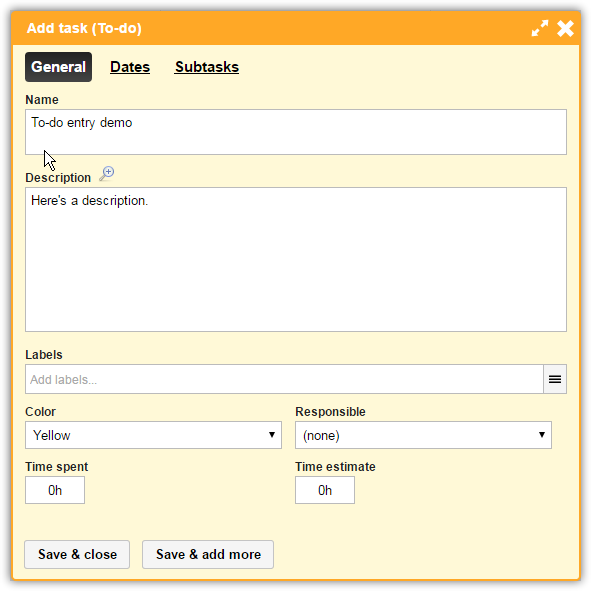 Add task (To-do)
General Dates Subtasks
Name
To-do entry demo
Description
Here's a description.
Labels
Add labels...
Color Responsible
Yellow (none)
Time spent Time estimate
0h 0h
Save & close Save & add more